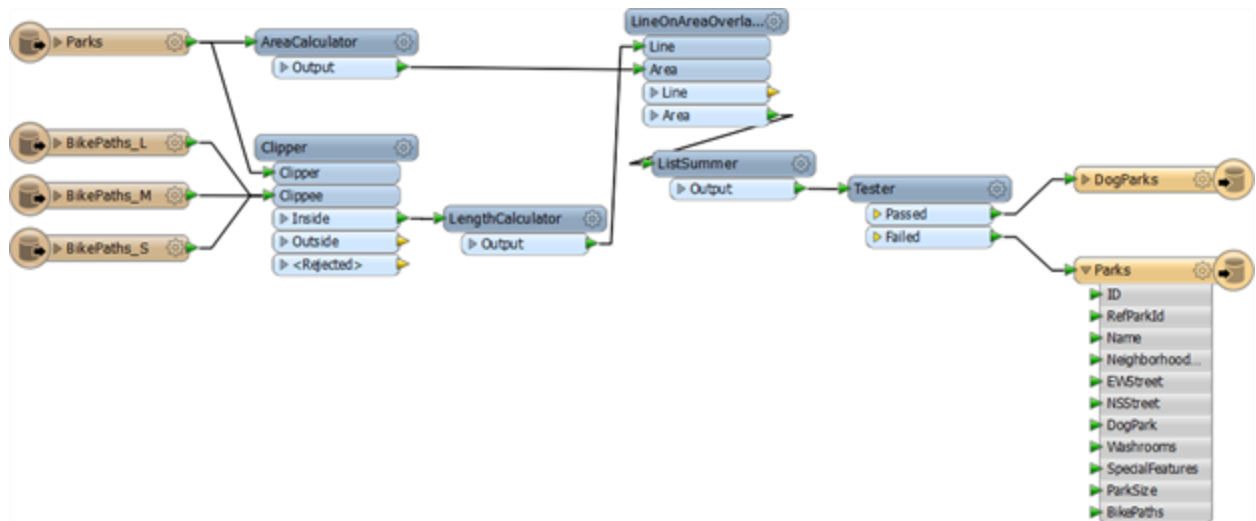 Parks
BikePaths_L
BikePaths_M
BikePaths_S
AreaCalculator
Output
Clipper
Clipper
Clippee
Inside
Outside
<Rejected>
LengthCalculator
Output
LineOnAreaOverla...
Line
Area
Line
Area
ListSummer
Output
Tester
Passed
Failed
DogParks
Parks
ID
RefParkId
Name
Neighborhood...
EWStreet
NSStreet
DogPark
Washrooms
SpecialFeatures
ParkSize
BikePaths